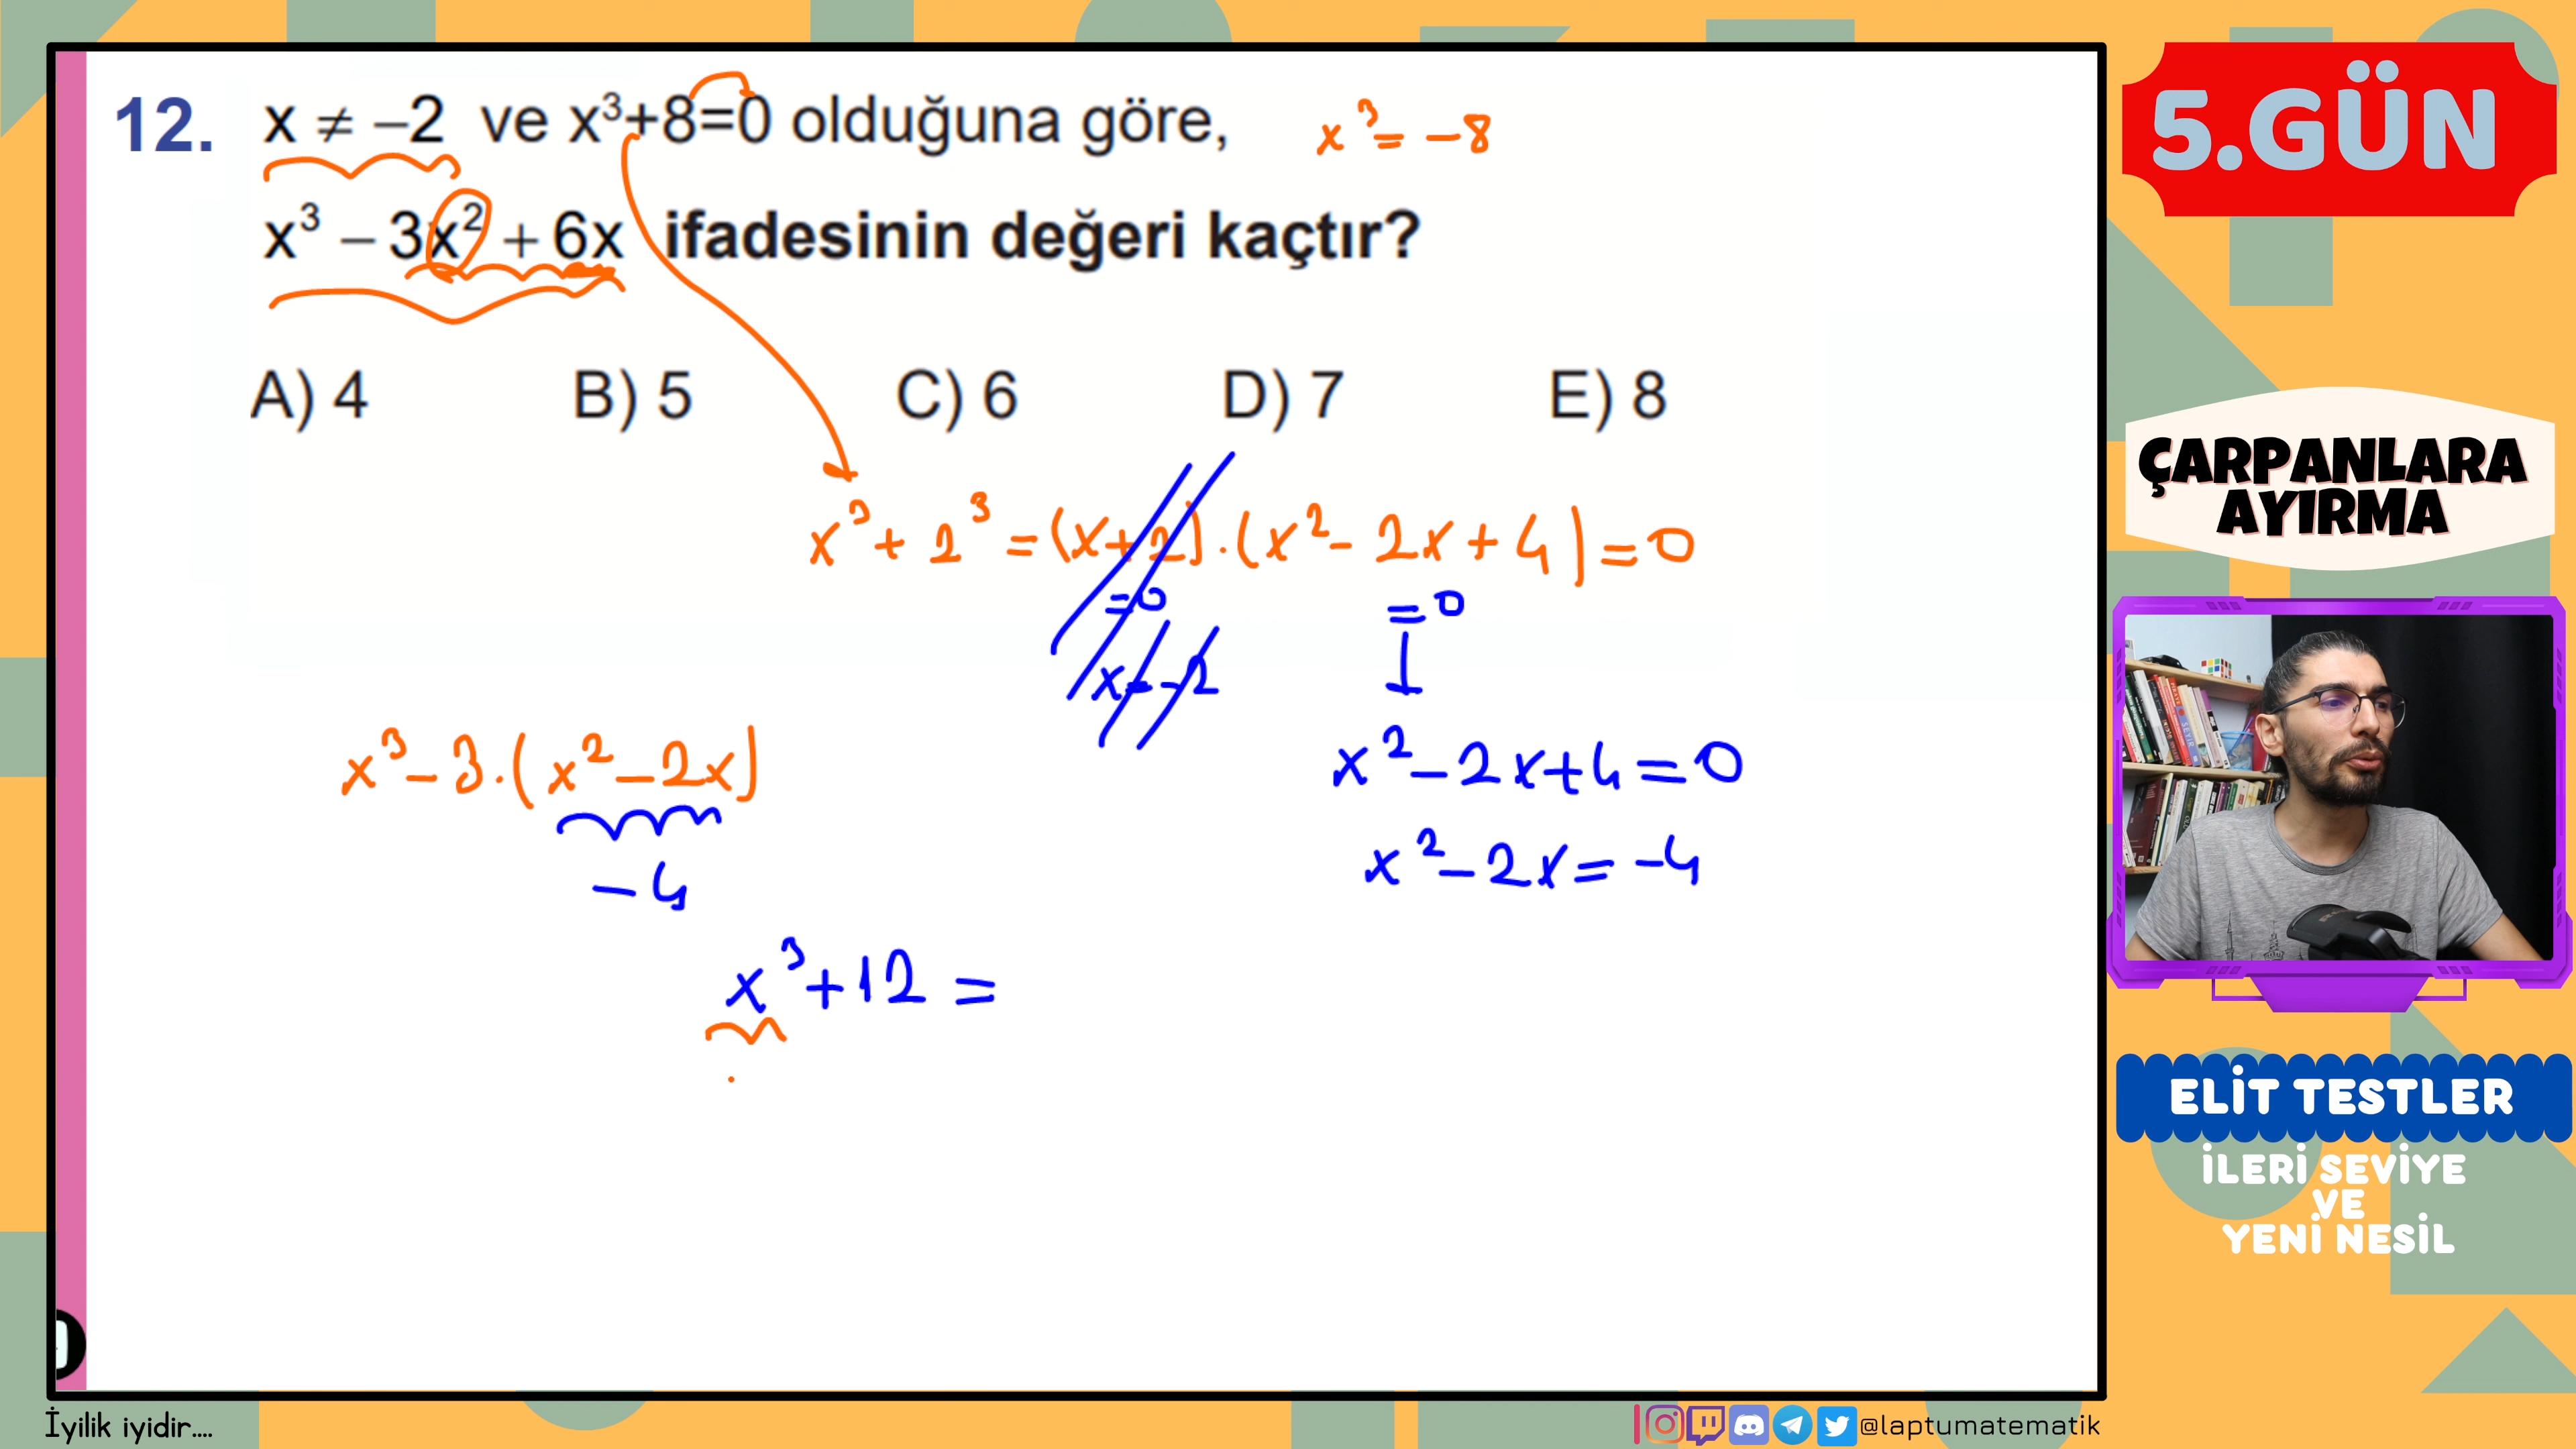 12. x ≠ –2 ve x³+8=0 olduğuna göre,
x³ = –8
x³ – 3x² + 6x ifadesinin değeri kaçtır?
A) 4 B) 5 C) 6 D) 7 E) 8
x³ + 2³ = (x+2).(x² – 2x + 4) = 0
=0 =0
x=-2
x³ – 3.(x² – 2x)
–4
x² – 2x+4 = 0
x² – 2x = –4
x³ +12 =
5.GÜN
ÇARPANLARA
AYIRMA
ELİT TESTLER
İLERİ SEVİYE
VE
YENİ NESİL
İyilik iyidir....
@laptumatematik